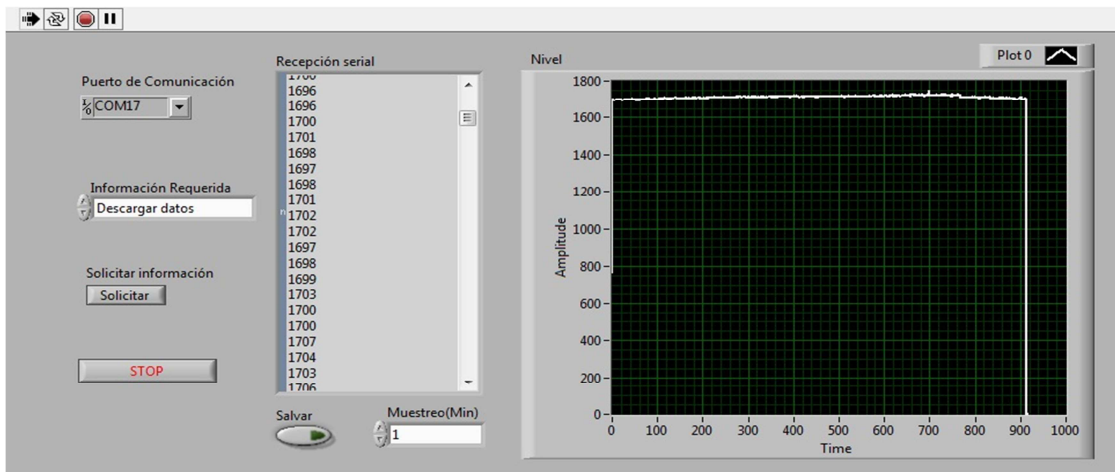 Puerto de Comunicación
COM17
Información Requerida
Descargar datos
Solicitar información
Solicitar
STOP
Recepción serial
1700
1696
1696
1700
1701
1698
1697
1698
1701
1702
1702
1697
1698
1699
1703
1700
1700
1707
1704
1703
1706
Salvar
Muestreo(Min)
1
Nivel
Plot 0
Amplitude
1800
1600
1400
1200
1000
800
600
400
200
0
0 100 200 300 400 500 600 700 800 900 1000
Time